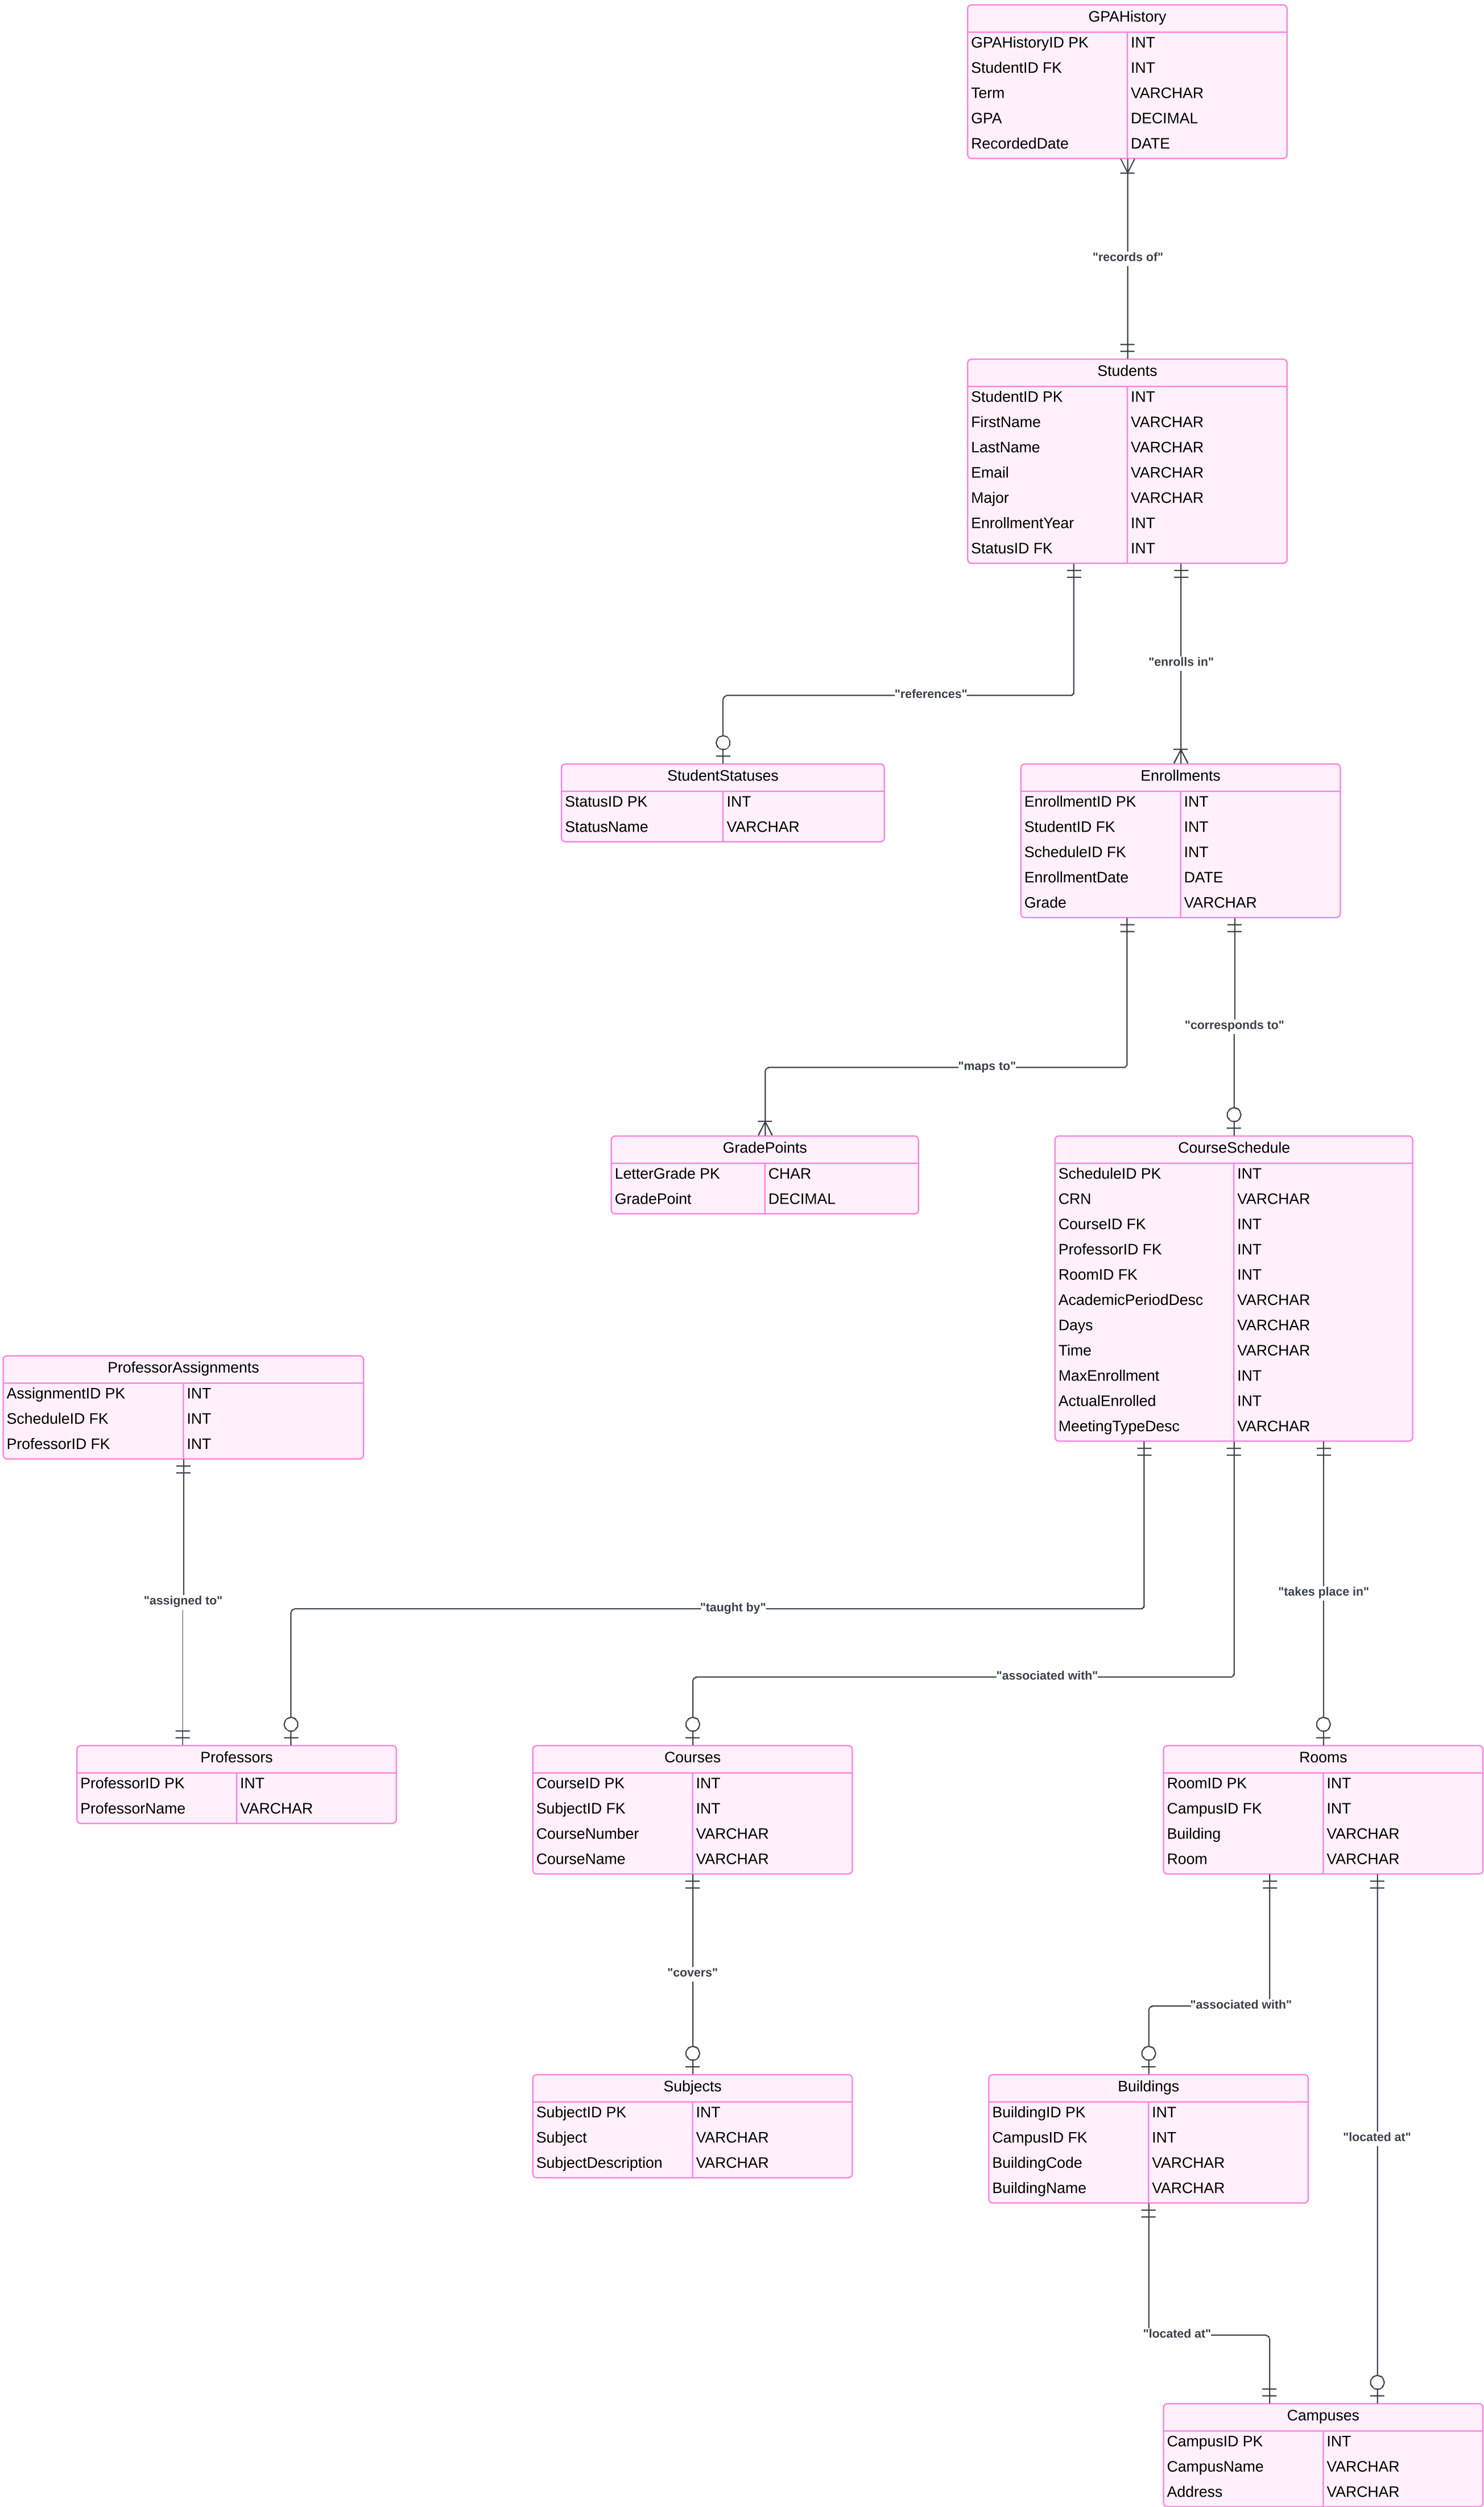 GPAHistory
GPAHistoryID PK INT
StudentID FK INT
Term VARCHAR
GPA DECIMAL
RecordedDate DATE
"records of"
Students
StudentID PK INT
FirstName VARCHAR
LastName VARCHAR
Email VARCHAR
Major VARCHAR
EnrollmentYear INT
StatusID FK INT
"enrolls in"
"references"
StudentStatuses
StatusID PK INT
StatusName VARCHAR
Enrollments
EnrollmentID PK INT
StudentID FK INT
ScheduleID FK INT
EnrollmentDate DATE
Grade VARCHAR
"corresponds to"
"maps to"
GradePoints
LetterGrade PK CHAR
GradePoint DECIMAL
CourseSchedule
ScheduleID PK INT
CRN VARCHAR
CourseID FK INT
ProfessorID FK INT
RoomID FK INT
AcademicPeriodDesc VARCHAR
Days VARCHAR
Time VARCHAR
MaxEnrollment INT
ActualEnrolled INT
MeetingTypeDesc VARCHAR
ProfessorAssignments
AssignmentID PK INT
ScheduleID FK INT
ProfessorID FK INT
"assigned to"
"taught by"
"takes place in"
"associated with"
Professors
ProfessorID PK INT
ProfessorName VARCHAR
Courses
CourseID PK INT
SubjectID FK INT
CourseNumber VARCHAR
CourseName VARCHAR
Rooms
RoomID PK INT
CampusID FK INT
Building VARCHAR
Room VARCHAR
"covers"
"associated with"
Subjects
SubjectID PK INT
Subject VARCHAR
SubjectDescription VARCHAR
Buildings
BuildingID PK INT
CampusID FK INT
BuildingCode VARCHAR
BuildingName VARCHAR
"located at"
"located at"
Campuses
CampusID PK INT
CampusName VARCHAR
Address VARCHAR